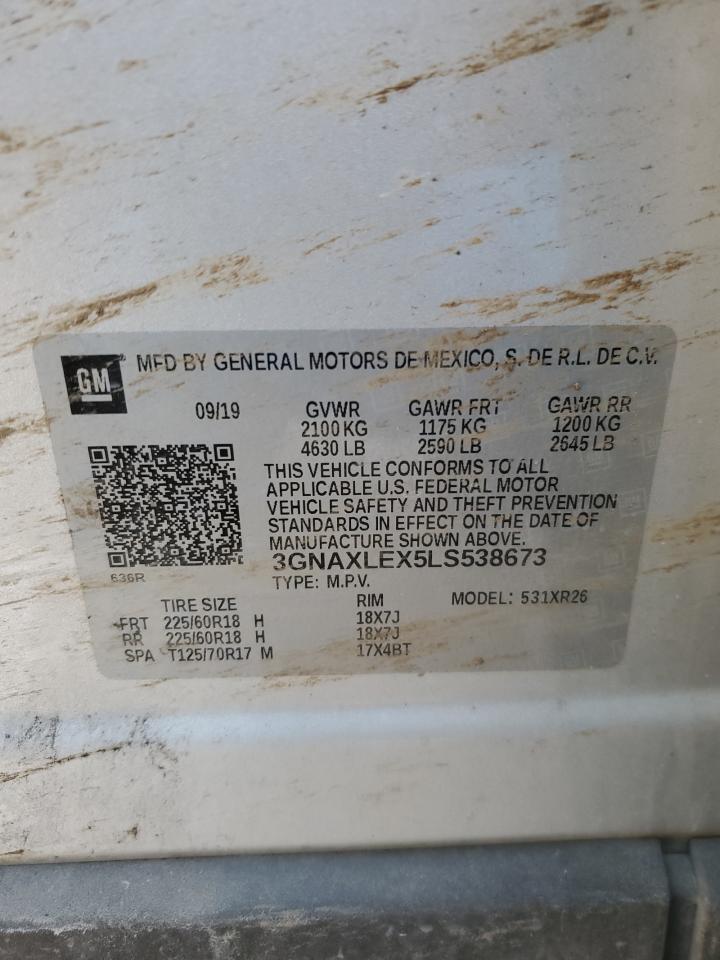 GM MFD BY GENERAL MOTORS DE MEXICO, S. DE R.L. DE C.V.
09/19 GVWR GAWR FRT GAWR RR
2100 KG 1175 KG 1200 KG
4630 LB 2590 LB 2645 LB
THIS VEHICLE CONFORMS TO ALL
APPLICABLE U.S. FEDERAL MOTOR
VEHICLE SAFETY AND THEFT PREVENTION
STANDARDS IN EFFECT ON THE DATE OF
MANUFACTURE SHOWN ABOVE.
3GNAXLEX5LS538673
636R
TYPE: M.P.V.
TIRE SIZE RIM MODEL: 531XR26
FRT 225/60R18 H 18X7J
RR 225/60R18 H 18X7J
SPA T125/70R17 M 17X4BT